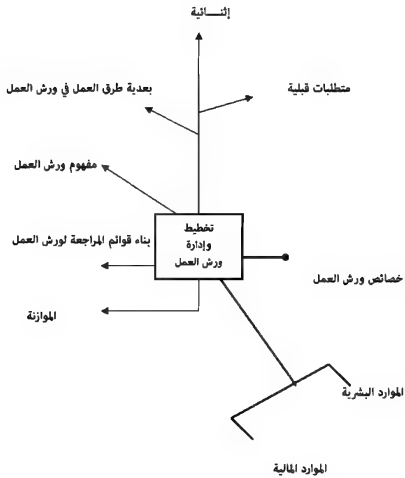 إثنـــائية
متطلبات قبلية
بعدية طرق العمل في ورش العمل
مفهوم ورش العمل
تخطيط
وإدارة
ورش العمل
بناء قوائم المراجعة لورش العمل
خصائص ورش العمل
الموازنة
الموارد البشرية
الموارد المالية